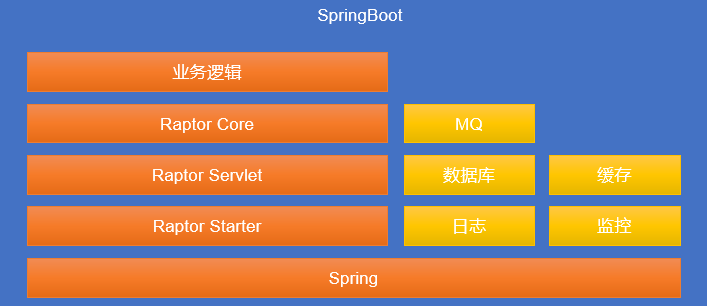 SpringBoot
业务逻辑
Raptor Core
MQ
Raptor Servlet
数据库
缓存
Raptor Starter
日志
监控
Spring